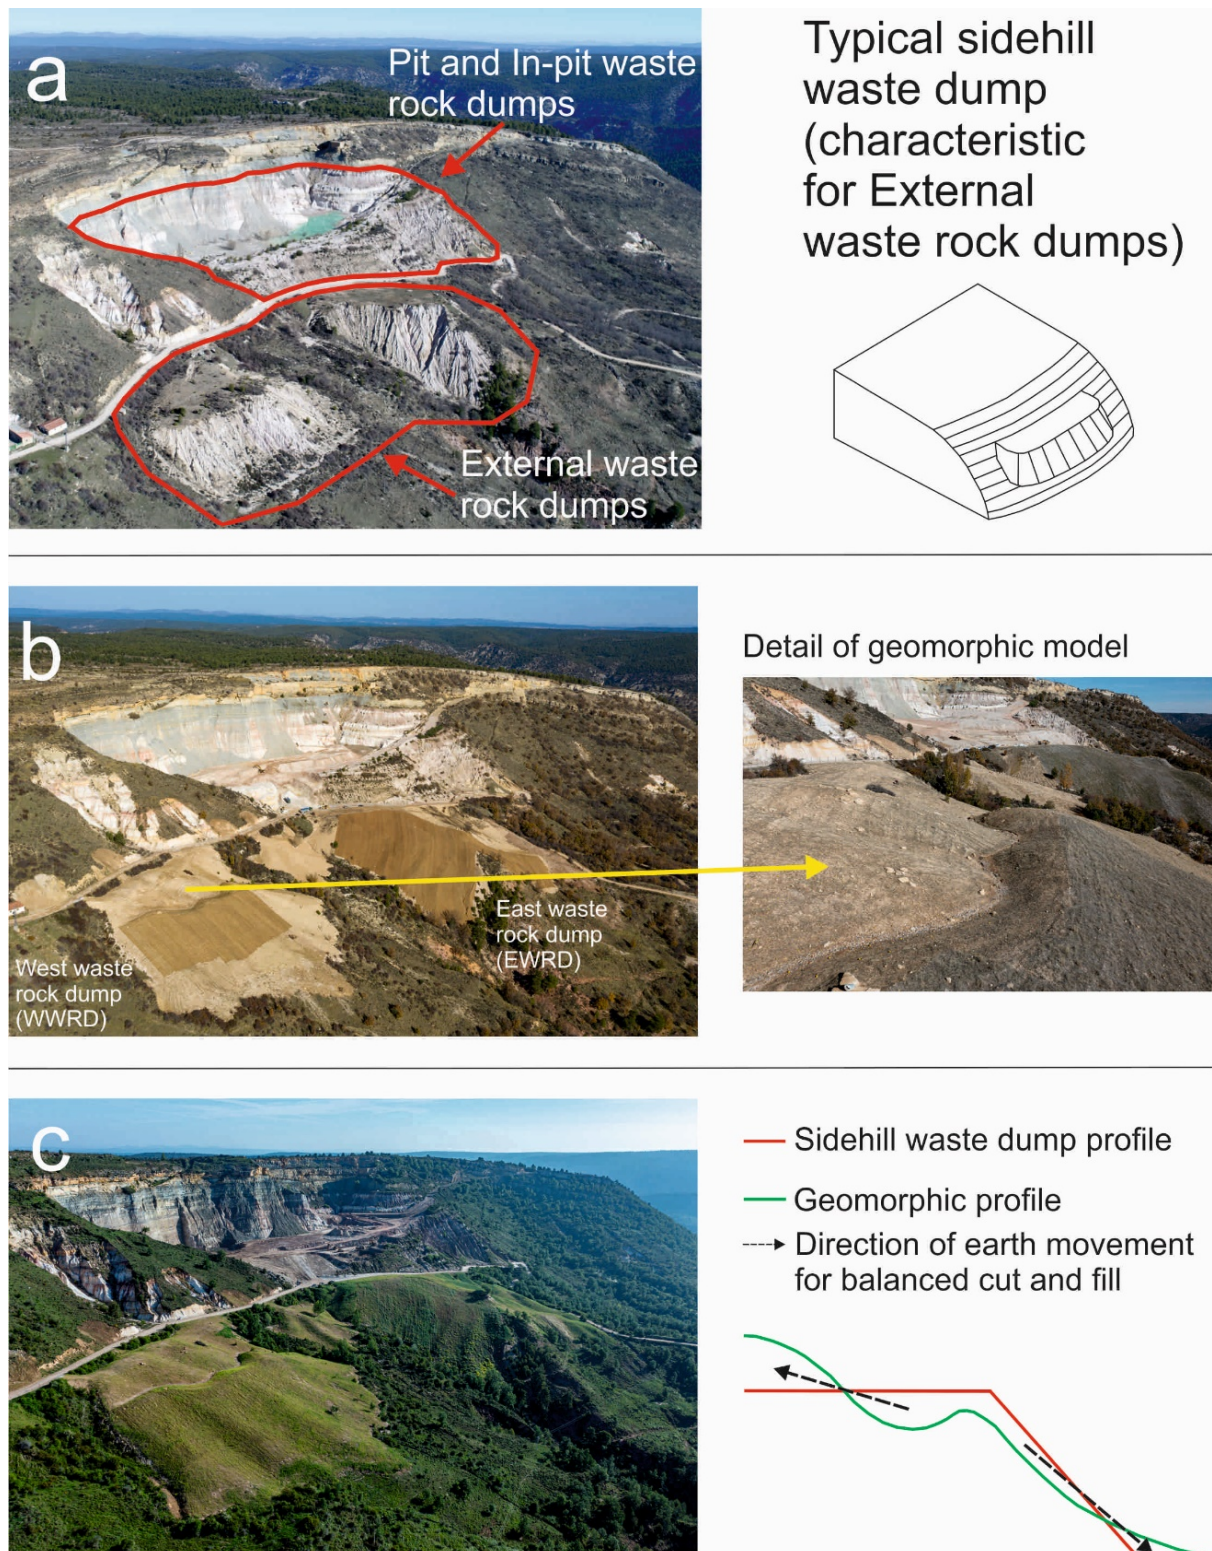 a
Pit and In-pit waste
rock dumps
External waste
rock dumps
Typical sidehill
waste dump
(characteristic
for External
waste rock dumps)
b
West waste
rock dump
(WWRD)
East waste
rock dump
(EWRD)
Detail of geomorphic model
c
Sidehill waste dump profile
Geomorphic profile
Direction of earth movement
for balanced cut and fill